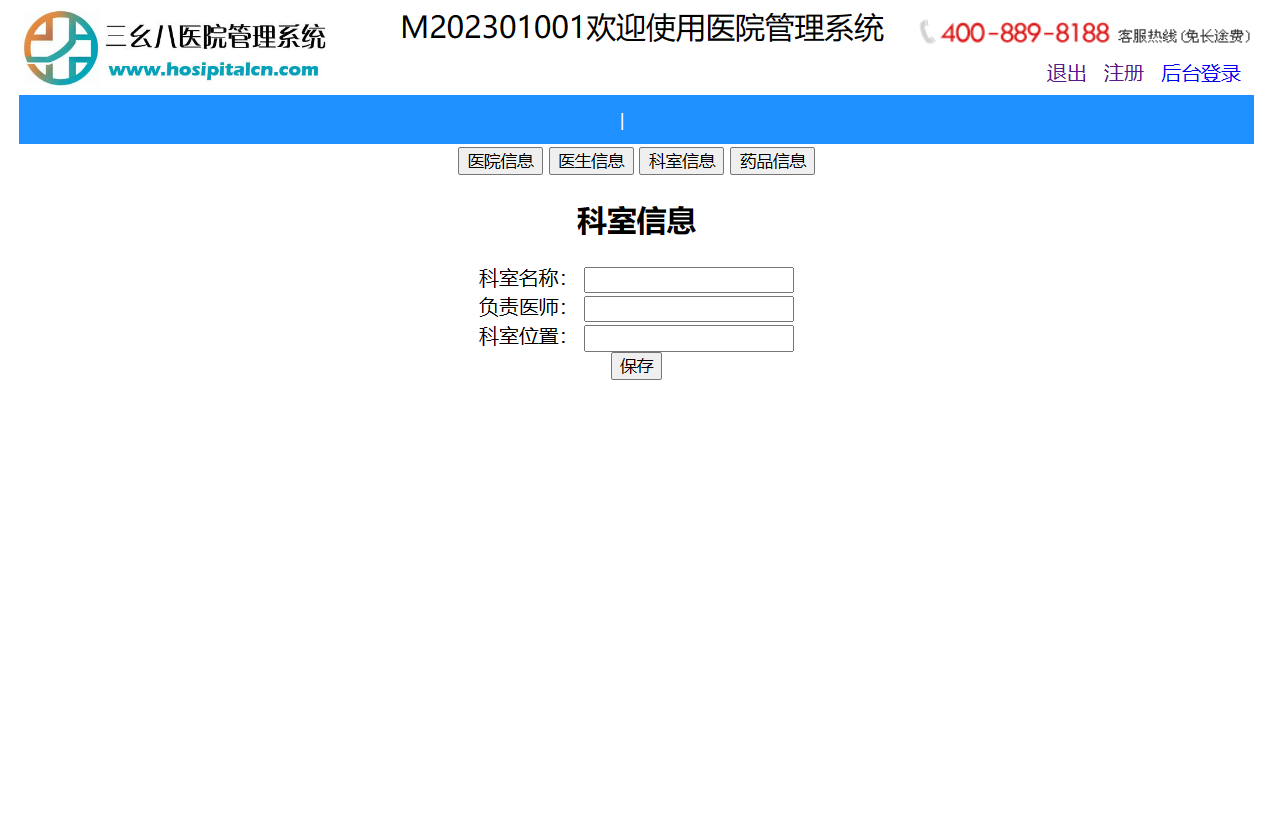 三幺八医院管理系统
www.hosipitalcn.com
M202301001欢迎使用医院管理系统
400-889-8188 客服热线(免长途费)
退出 注册 后台登录
|
医院信息 医生信息 科室信息 药品信息
科室信息
科室名称：
负责医师：
科室位置：
保存